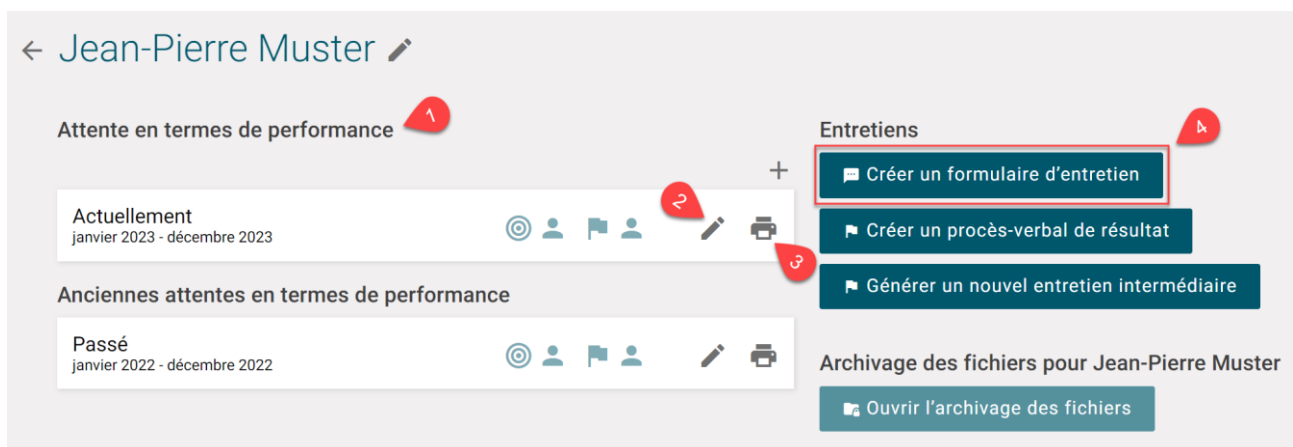 Jean-Pierre Muster
Attente en termes de performance
1
Actuellement
janvier 2023 - décembre 2023
2
3
Anciennes attentes en termes de performance
Passé
janvier 2022 - décembre 2022
Entretiens
4
Créer un formulaire d'entretien
Créer un procès-verbal de résultat
Générer un nouvel entretien intermédiaire
Archivage des fichiers pour Jean-Pierre Muster
Ouvrir l'archivage des fichiers